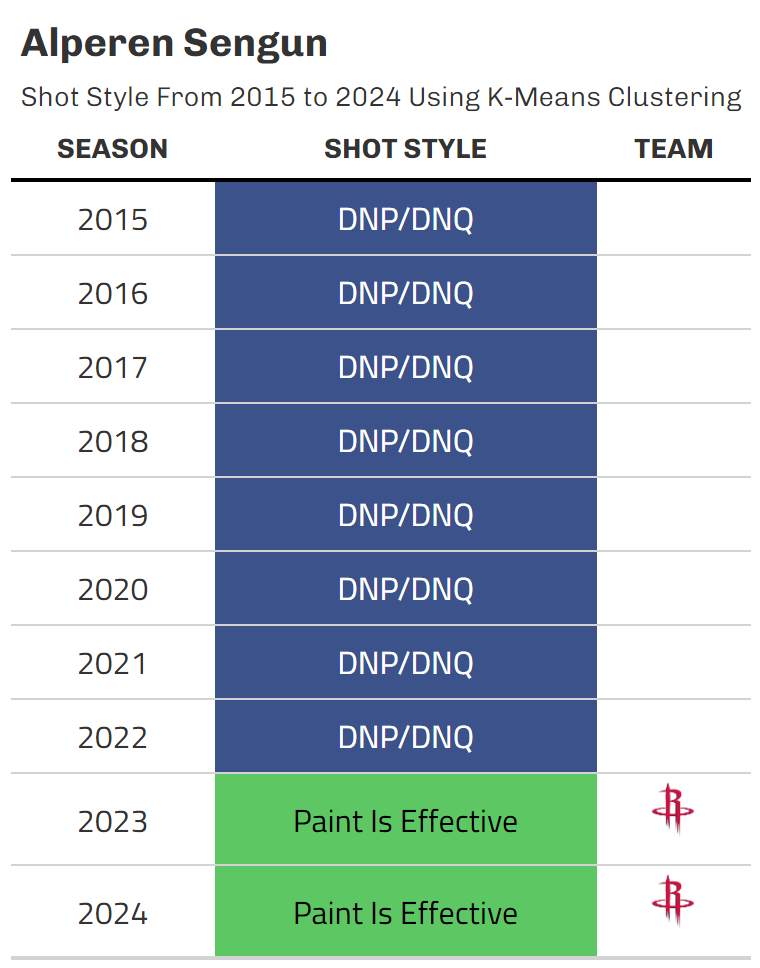 Alperen Sengun
Shot Style From 2015 to 2024 Using K-Means Clustering
SEASON SHOT STYLE TEAM
2015 DNP/DNQ
2016 DNP/DNQ
2017 DNP/DNQ
2018 DNP/DNQ
2019 DNP/DNQ
2020 DNP/DNQ
2021 DNP/DNQ
2022 DNP/DNQ
2023 Paint Is Effective R
2024 Paint Is Effective R